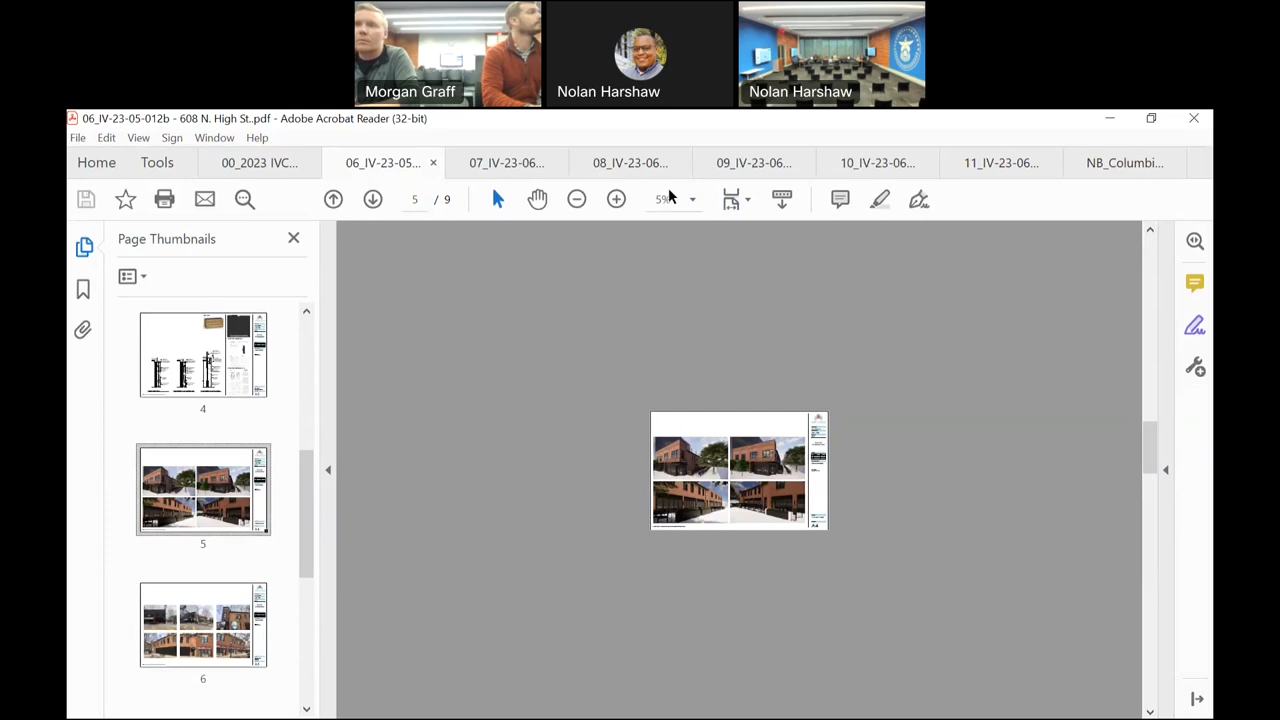 Morgan Graff
Nolan Harshaw
Nolan Harshaw
06_IV-23-05-012b - 608 N. High St..pdf - Adobe Acrobat Reader (32-bit)
File Edit View Sign Window Help
Home Tools 00_2023 IVC... 06_IV-23-05... 07_IV-23-06... 08_IV-23-06... 09_IV-23-06... 10_IV-23-06... 11_IV-23-06... NB_Columbi...
5 / 9 5%
Page Thumbnails
4
5
6